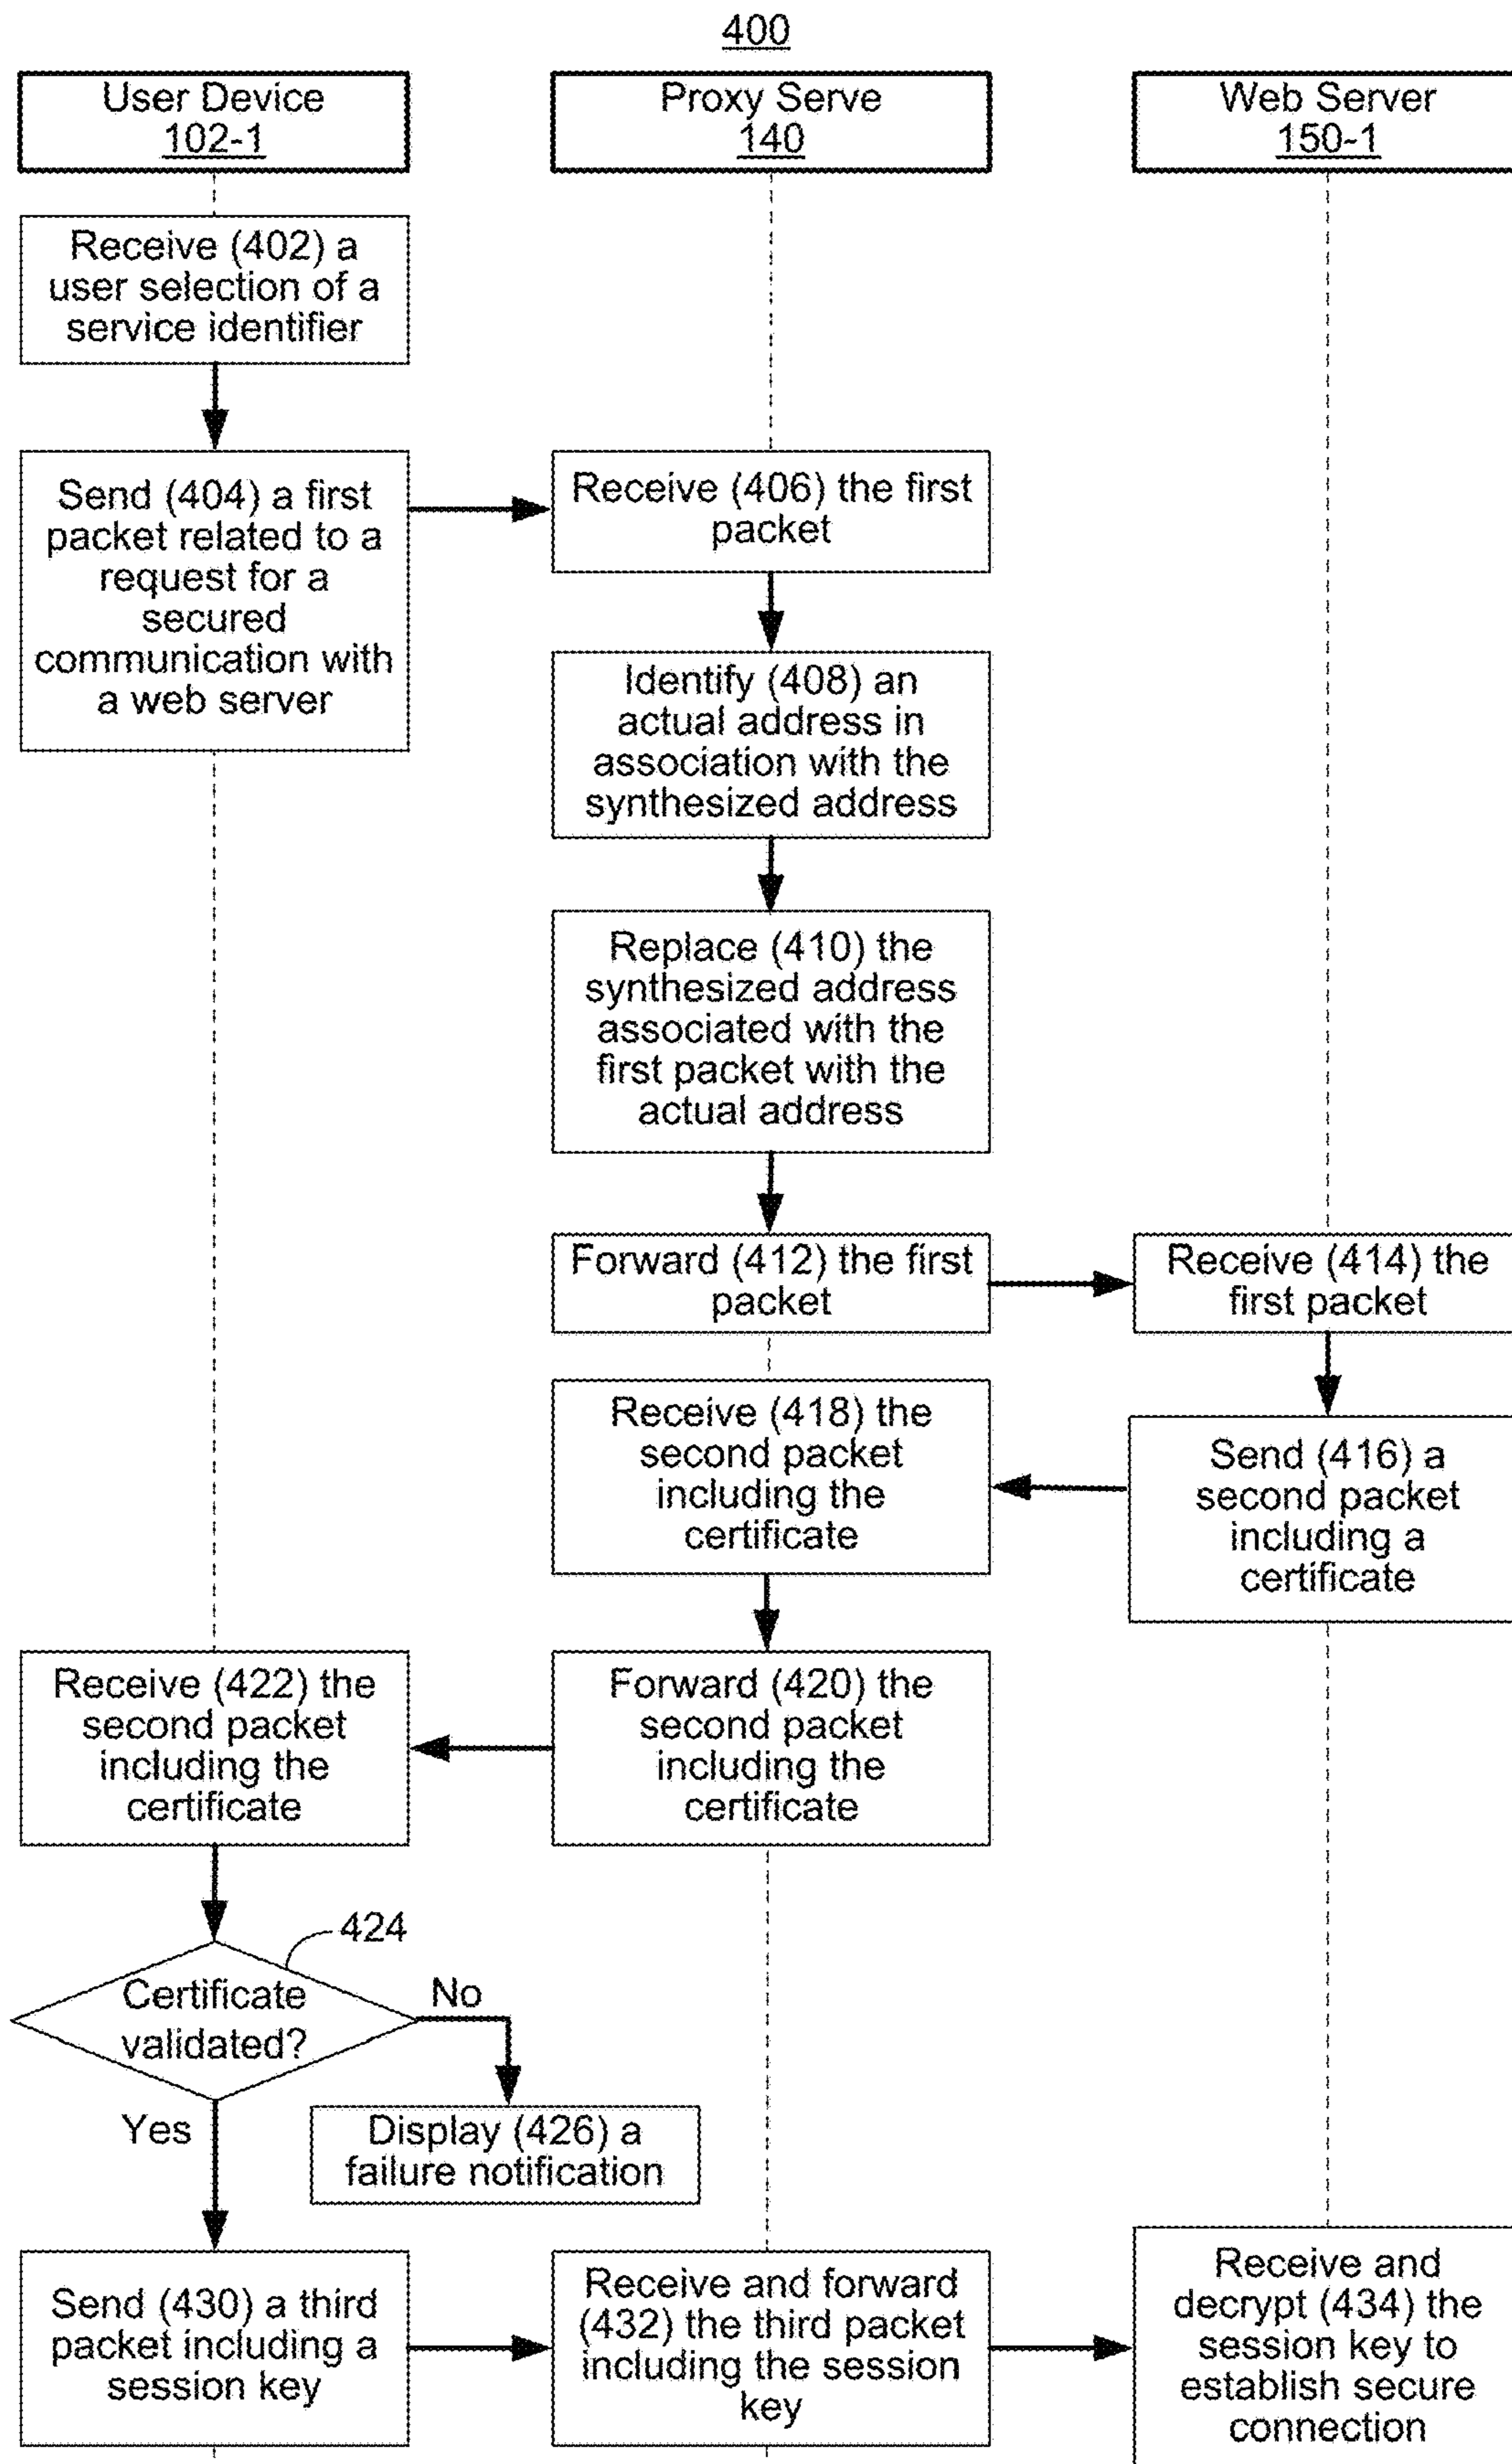 400
User Device
102-1
Proxy Serve
140
Web Server
150-1
Receive (402) a
user selection of a
service identifier
Send (404) a first
packet related to a
request for a
secured
communication with
a web server
Receive (406) the first
packet
Identify (408) an
actual address in
association with the
synthesized address
Replace (410) the
synthesized address
associated with the
first packet with the
actual address
Forward (412) the first
packet
Receive (414) the
first packet
Send (416) a
second packet
including a
certificate
Receive (418) the
second packet
including the
certificate
Forward (420) the
second packet
including the
certificate
Receive (422) the
second packet
including the
certificate
424
Certificate
validated?
No
Display (426) a
failure notification
Yes
Send (430) a third
packet including a
session key
Receive and forward
(432) the third packet
including the session
key
Receive and
decrypt (434) the
session key to
establish secure
connection